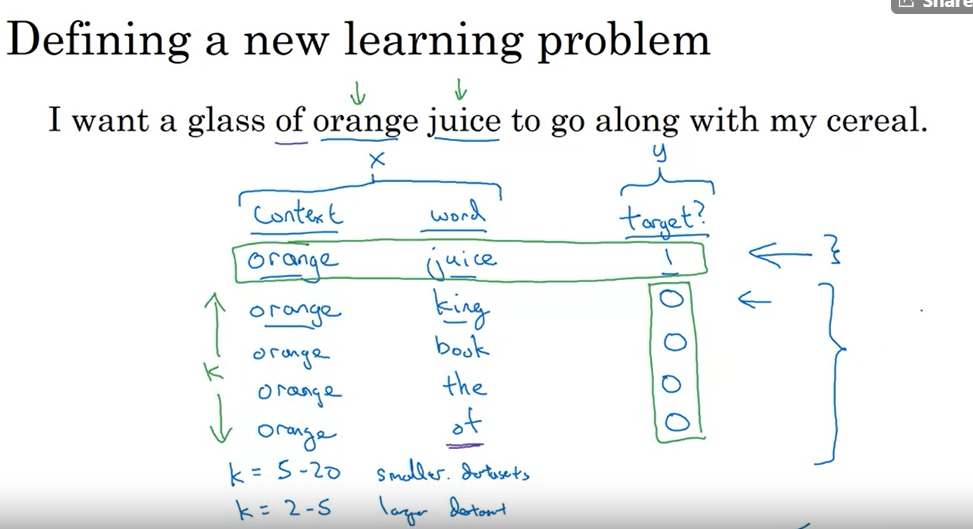 Share
Defining a new learning problem
I want a glass of orange juice to go along with my cereal.
x y
context word target?
orange juice 1
orange king 0
orange book 0
orange the 0
k
orange of 0
k = 5-20 smaller datasets
k = 2-5 larger dataset